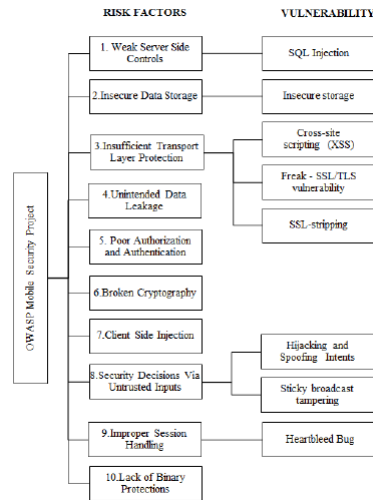 RISK FACTORS
VULNERABILITY
OWASP Mobile Security Project
1. Weak Server Side
Controls
SQL Injection
2.Insecure Data Storage
Insecure storage
3.Insufficient Transport
Layer Protection
Cross-site
scripting (XSS)
Freak - SSL/TLS
vulnerability
SSL-stripping
4.Unintended Data
Leakage
5. Poor Authorization
and Authentication
6.Broken Cryptography
7.Client Side Injection
8.Security Decisions Via
Untrusted Inputs
Hijacking and
Spoofing Intents
Sticky broadcast
tampering
9.Improper Session
Handling
Heartbleed Bug
10.Lack of Binary
Protections